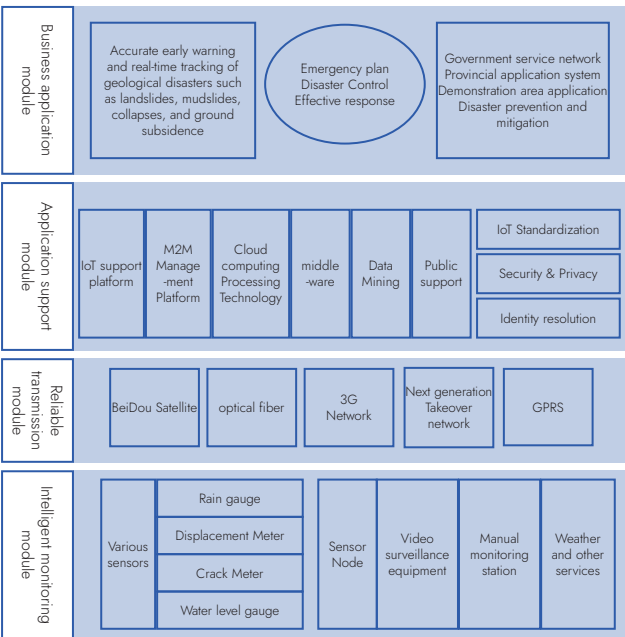 Business application
module
Accurate early warning
and real-time tracking of
geological disasters such
as landslides, mudslides,
collapses, and ground
subsidence
Emergency plan
Disaster Control
Effective response
Government service network
Provincial application system
Demonstration area application
Disaster prevention and
mitigation
Application support
module
IoT support
platform
M2M
Manage
-ment
Platform
Cloud
computing
Processing
Technology
middle
-ware
Data
Mining
Public
support
IoT Standardization
Security & Privacy
Identity resolution
Reliable
transmission
module
BeiDou Satellite
optical fiber
3G
Network
Next generation
Takeover
network
GPRS
Intelligent monitoring
module
Various
sensors
Rain gauge
Displacement Meter
Crack Meter
Water level gauge
Sensor
Node
Video
surveillance
equipment
Manual
monitoring
station
Weather
and other
services